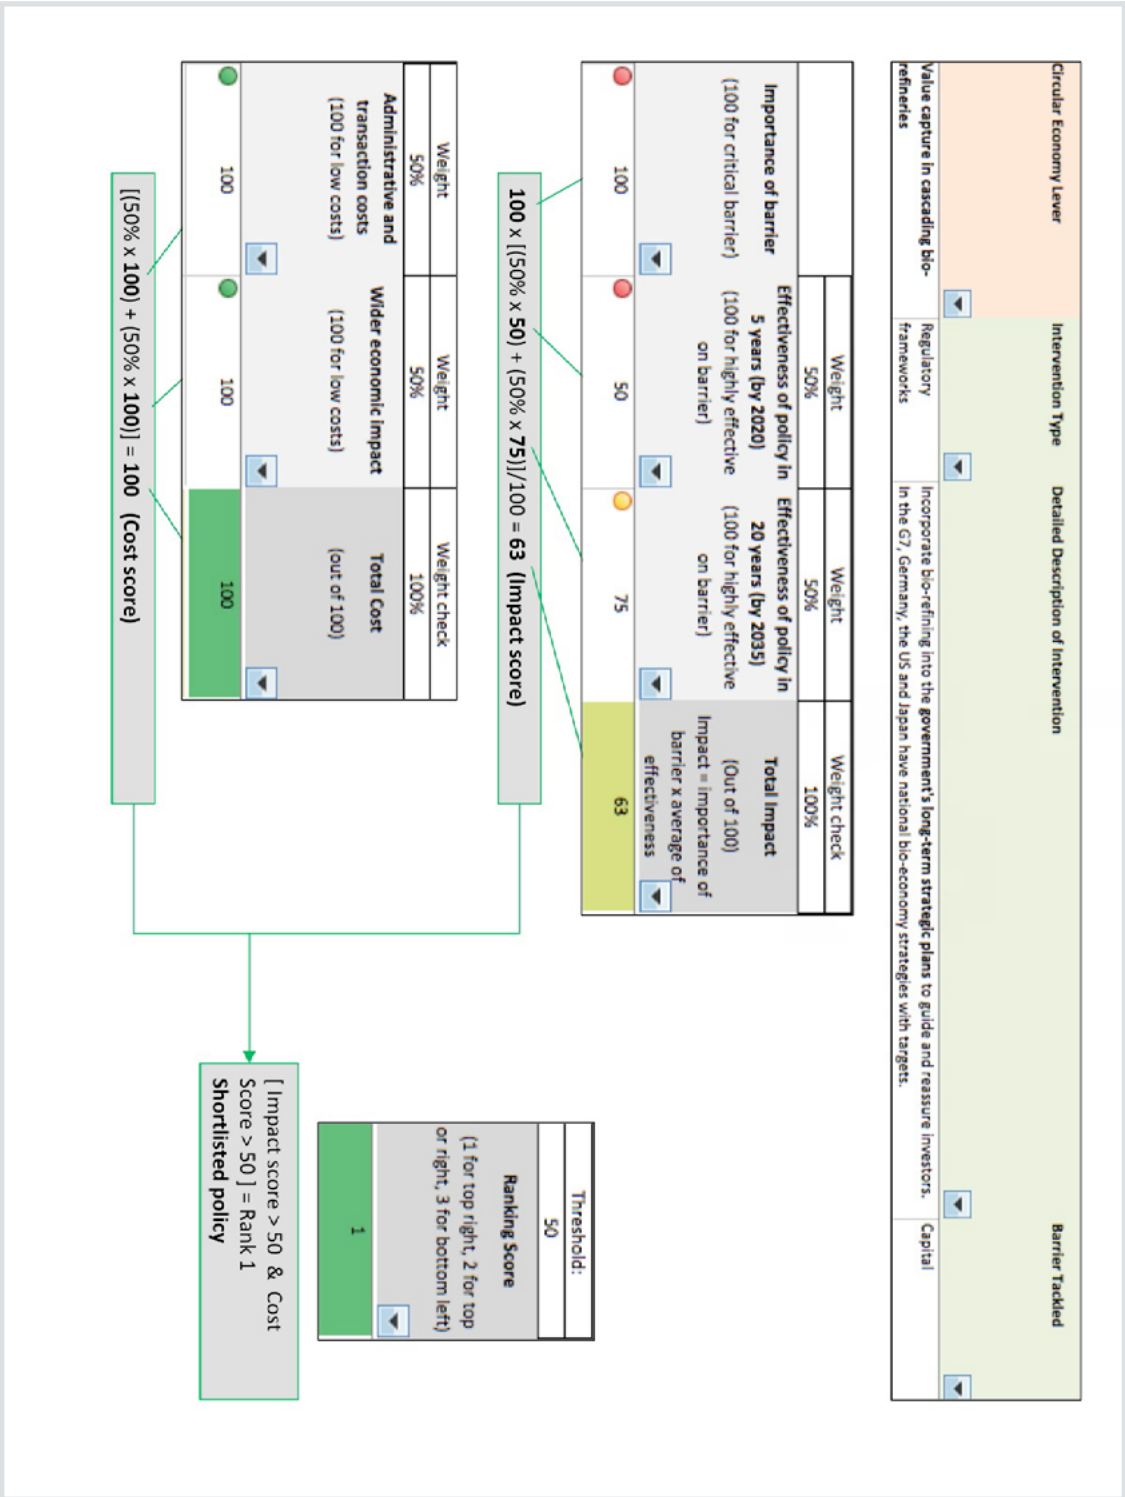 Circular Economy Lever
Intervention Type
Detailed Description of Intervention
Barrier Tackled
Value capture in cascading bio-
refineries
Regulatory
frameworks
Incorporate bio-refining into the government's long-term strategic plans to guide and reassure investors.
In the G7, Germany, the US and Japan have national bio-economy strategies with targets.
Capital
Weight
Weight
Weight check
50%
50%
100%
Importance of barrier
(100 for critical barrier)
Effectiveness of policy in
5 years (by 2020)
(100 for highly effective
on barrier)
Effectiveness of policy in
20 years (by 2035)
(100 for highly effective
on barrier)
Total Impact
(Out of 100)
Impact = importance of
barrier x average of
effectiveness
100
50
75
63
100 x [(50% x 50) + (50% x 75)]/100 = 63 (Impact score)
Weight
Weight
Weight check
50%
50%
100%
Administrative and
transaction costs
(100 for low costs)
Wider economic impact
(100 for low costs)
Total Cost
(out of 100)
100
100
100
[(50% x 100) + (50% x 100)] = 100 (Cost score)
Threshold:
50
Ranking Score
(1 for top right, 2 for top
or right, 3 for bottom left)
1
[ Impact score > 50 & Cost
Score > 50 ] = Rank 1
Shortlisted policy